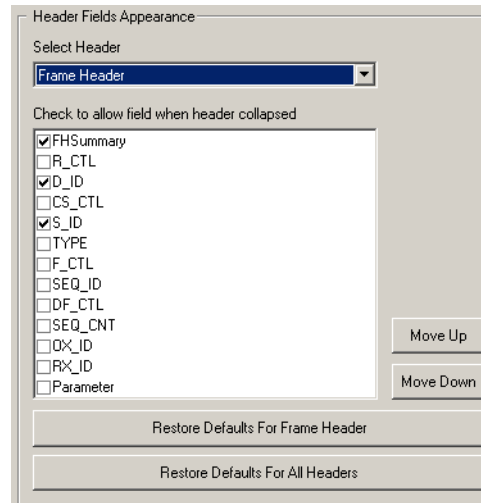 Header Fields Appearance
Select Header
Frame Header
Check to allow field when header collapsed
FHSummary
R_CTL
D_ID
CS_CTL
S_ID
TYPE
F_CTL
SEQ_ID
DF_CTL
SEQ_CNT
OX_ID
RX_ID
Parameter
Move Up
Move Down
Restore Defaults For Frame Header
Restore Defaults For All Headers